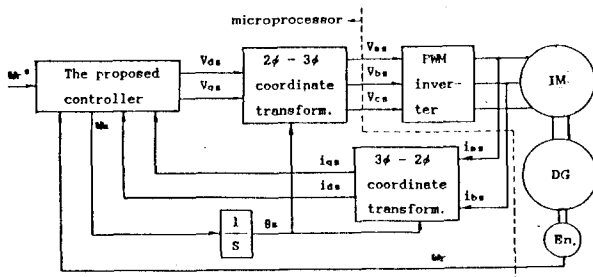 microprocessor
ωr*
The proposed
controller
Vds
Vqs
2φ - 3φ
coordinate
transform.
Vas
Vbs
Vcs
PWM
inver-
ter
IM
ωs
iqs
ids
3φ - 2φ
coordinate
transform.
ias
ibs
DG
1
S
θs
En.
ωr